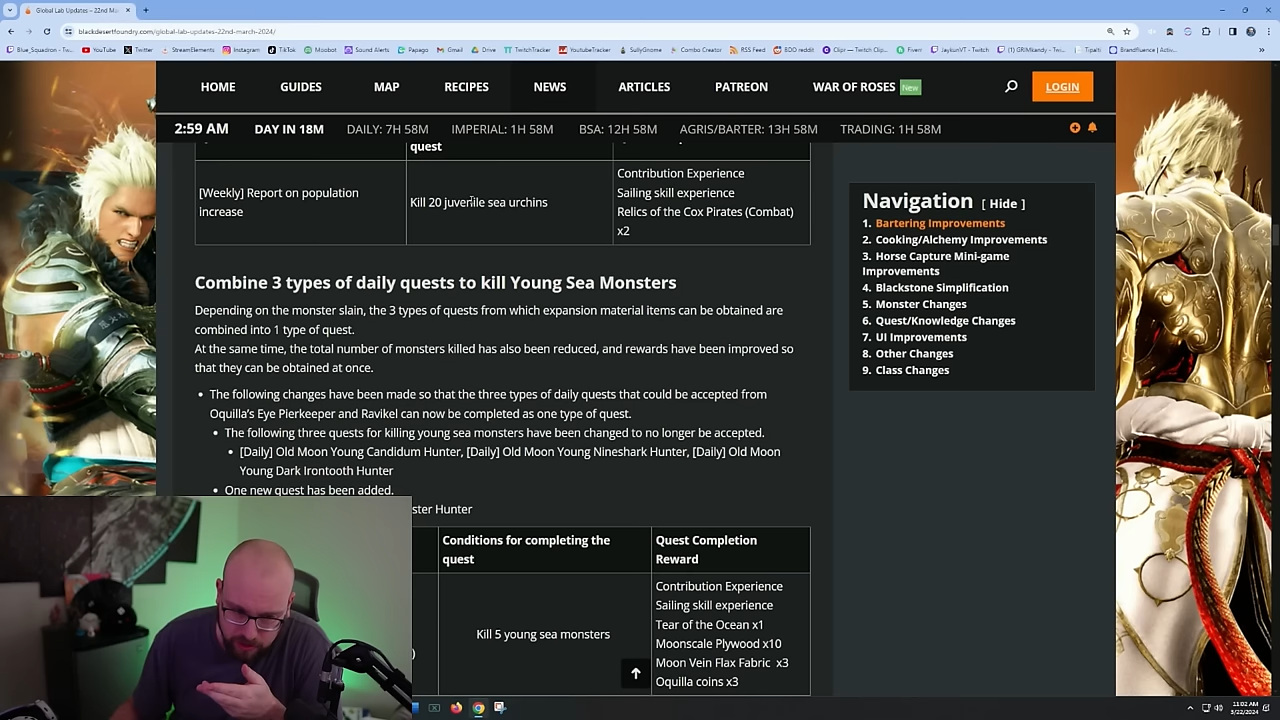 Global Lab Updates – 22nd Ma
blackdesertfoundry.com/global-lab-updates-22nd-march-2024/
Blue_Squadron - Tw...
YouTube
Twitter
StreamElements
Instagram
TikTok
Moobot
Sound Alerts
Papago
Gmail
Drive
TwitchTracker
YoutubeTracker
SullyGnome
Combo Creator
RSS Feed
BDO reddit
Clipr — Twitch Clip...
Fiverr
JaykunVT - Twitch
(1) GRIMkandy - Tw...
Tipalti
Brandfluence | Activ...
HOME
GUIDES
MAP
RECIPES
NEWS
ARTICLES
PATREON
WAR OF ROSES New
LOGIN
2:59 AM DAY IN 18M DAILY: 7H 58M IMPERIAL: 1H 58M BSA: 12H 58M AGRIS/BARTER: 13H 58M TRADING: 1H 58M
quest
[Weekly] Report on population
increase
Kill 20 juvenile sea urchins
Contribution Experience
Sailing skill experience
Relics of the Cox Pirates (Combat)
x2
Combine 3 types of daily quests to kill Young Sea Monsters
Depending on the monster slain, the 3 types of quests from which expansion material items can be obtained are
combined into 1 type of quest.
At the same time, the total number of monsters killed has also been reduced, and rewards have been improved so
that they can be obtained at once.
The following changes have been made so that the three types of daily quests that could be accepted from
Oquilla's Eye Pierkeeper and Ravikel can now be completed as one type of quest.
The following three quests for killing young sea monsters have been changed to no longer be accepted.
[Daily] Old Moon Young Candidum Hunter, [Daily] Old Moon Young Nineshark Hunter, [Daily] Old Moon
Young Dark Irontooth Hunter
One new quest has been added.
ster Hunter
Conditions for completing the
quest
Quest Completion
Reward
)
Kill 5 young sea monsters
Contribution Experience
Sailing skill experience
Tear of the Ocean x1
Moonscale Plywood x10
Moon Vein Flax Fabric x3
Oquilla coins x3
Navigation [ Hide ]
1. Bartering Improvements
2. Cooking/Alchemy Improvements
3. Horse Capture Mini-game
Improvements
4. Blackstone Simplification
5. Monster Changes
6. Quest/Knowledge Changes
7. UI Improvements
8. Other Changes
9. Class Changes
11:02 AM
3/22/2024